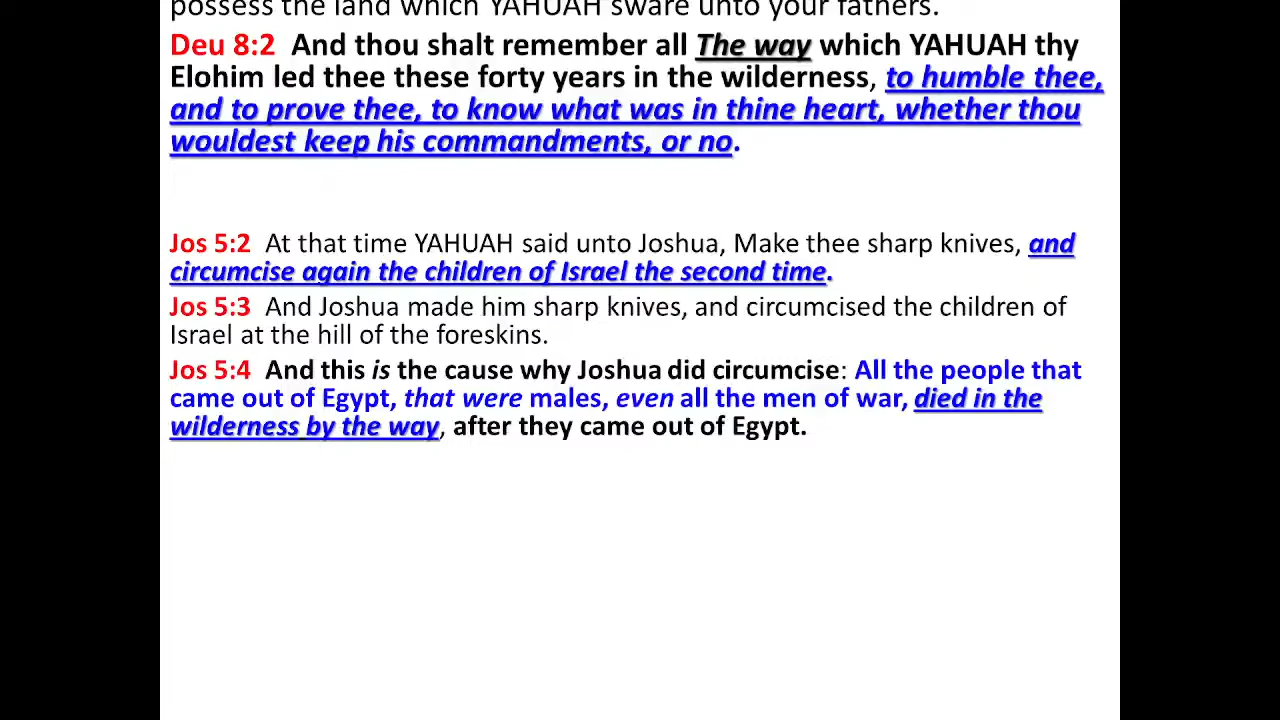 possess the land which YAHUAH sware unto your fathers.
Deu 8:2 And thou shalt remember all The way which YAHUAH thy
Elohim led thee these forty years in the wilderness, to humble thee,
and to prove thee, to know what was in thine heart, whether thou
wouldest keep his commandments, or no.
Jos 5:2 At that time YAHUAH said unto Joshua, Make thee sharp knives, and
circumcise again the children of Israel the second time.
Jos 5:3 And Joshua made him sharp knives, and circumcised the children of
Israel at the hill of the foreskins.
Jos 5:4 And this is the cause why Joshua did circumcise: All the people that
came out of Egypt, that were males, even all the men of war, died in the
wilderness by the way, after they came out of Egypt.